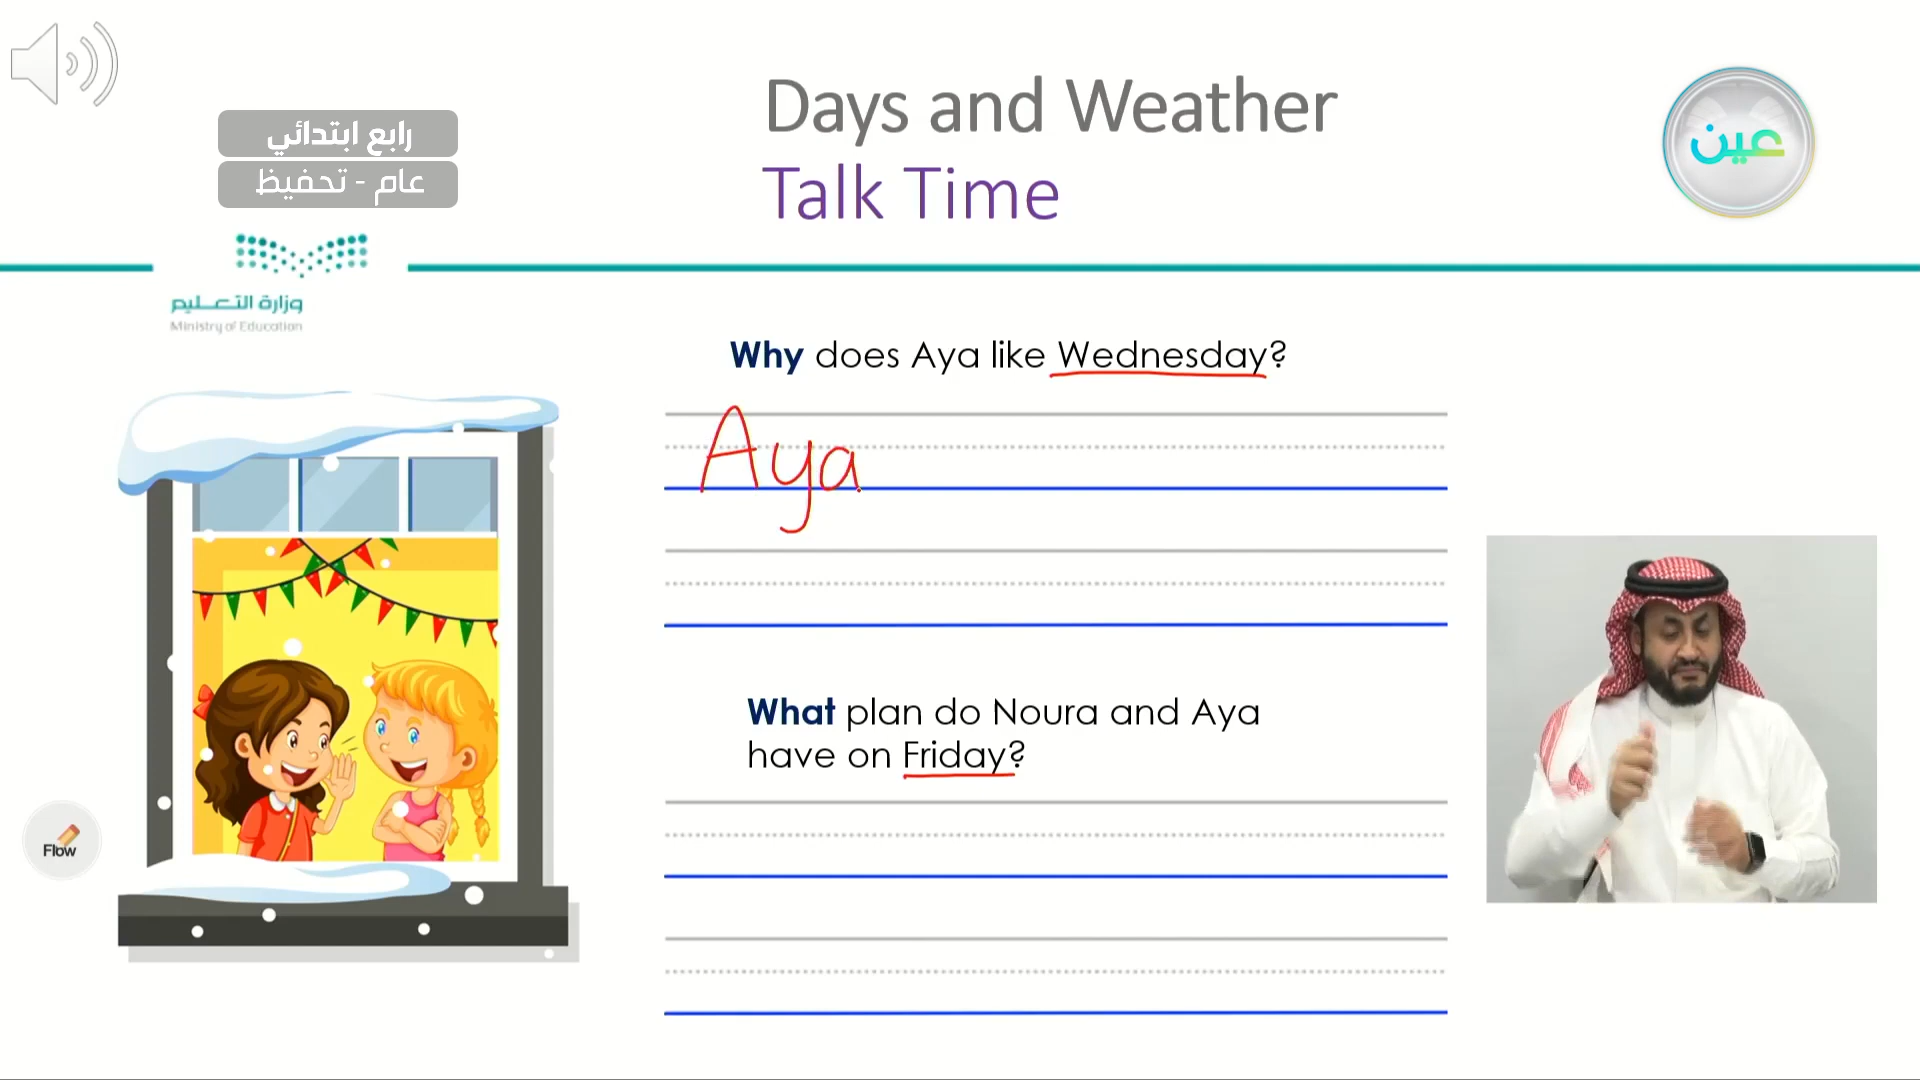 Days and Weather
Talk Time
رابع ابتدائي
عام - تحفيظ
عين
وزارة التعليم
Ministry of Education
Why does Aya like Wednesday?
Aya
What plan do Noura and Aya
have on Friday?
Flow